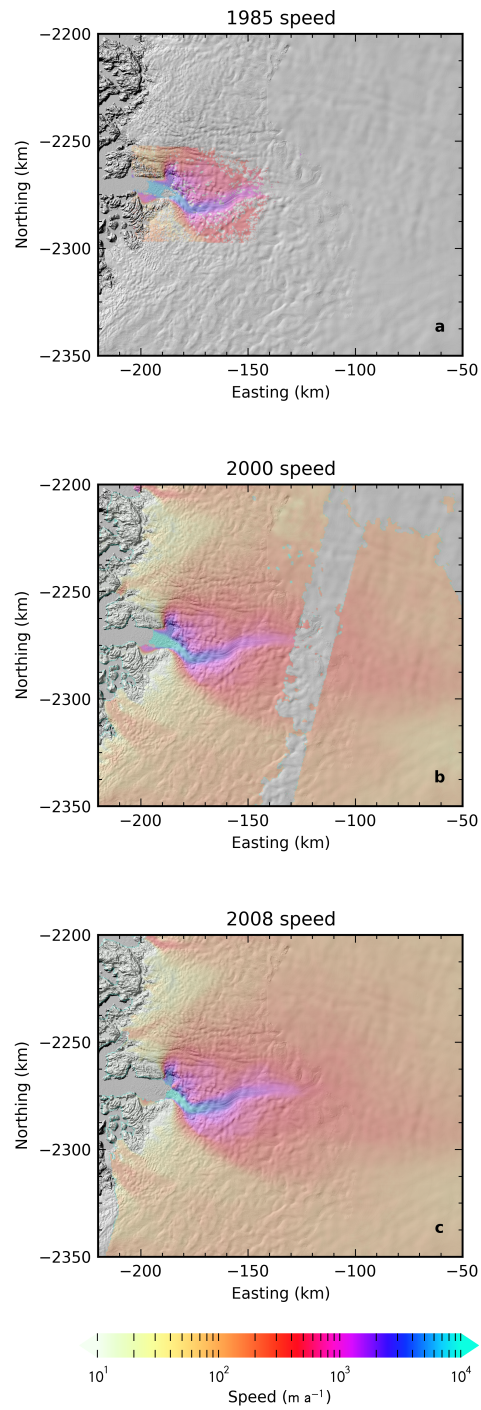 1985 speed
−2200
−2250
−2300
−2350
Northing (km)
a
−200 −150 −100 −50
Easting (km)
2000 speed
−2200
−2250
−2300
−2350
Northing (km)
b
−200 −150 −100 −50
Easting (km)
2008 speed
−2200
−2250
−2300
−2350
Northing (km)
c
−200 −150 −100 −50
Easting (km)
10¹ 10² 10³ 10⁴
Speed (m a⁻¹)